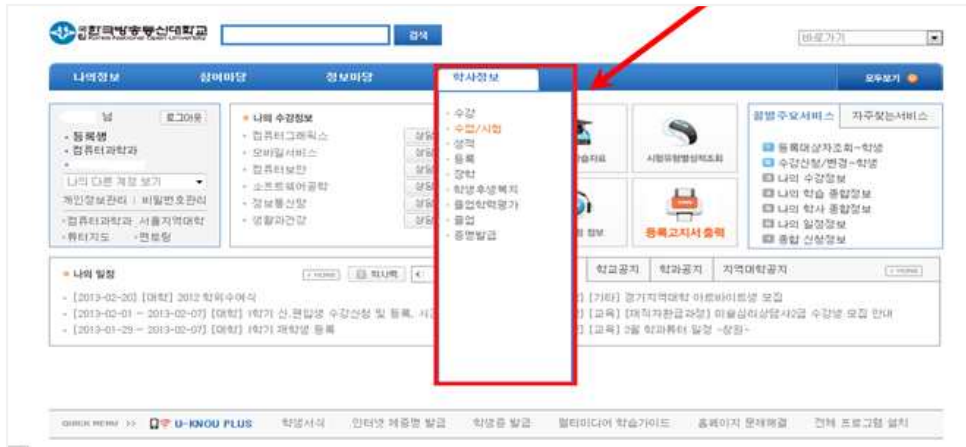 한국방송통신대학교
검색
바로가기
나의정보
참여마당
정보마당
학사정보
모두보기
님
로그아웃
• 등록생
• 컴퓨터과학과
나의 다른 계정 보기
개인정보관리 | 비밀번호관리
•컴퓨터과학과 서울지역대학
•튜터지도 •멘토링
나의 수강정보
컴퓨터그래픽스
모바일서비스
컴퓨터보안
소프트웨어공학
정보통신망
생활과건강
수강
수업/시험
성적
등록
장학
학생후생복지
졸업학력평가
졸업
증명발급
시험유형별성적조회
등록고지서 출력
월별주요서비스
자주찾는서비스
등록대상자조회-학생
수강신청/변경-학생
나의 수강정보
나의 학습 종합정보
나의 학사 종합정보
나의 일정정보
종합 신상정보
나의 일정
- [2013-02-20] [대학] 2012 학위수여식
- [2013-02-01 ~ 2013-02-07] [대학] 1학기 신.편입생 수강신청 및 등록,
- [2013-01-29 ~ 2013-02-07] [대학] 1학기 재학생 등록
학교공지
학과공지
지역대학공지
[기타] 경기지역대학 아르바이트생 모집
[교육] [재직자환급과정] 미술심리상담사2급 수강생 모집 안내
[교육] 2월 학과튜터 일정 -창원-
QUICK MENU >> U-KNOU PLUS 학생서식 인터넷 제증명 발급 학생증 발급 멀티미디어 학습가이드 홈페이지 문제해결 전체 프로그램 설치